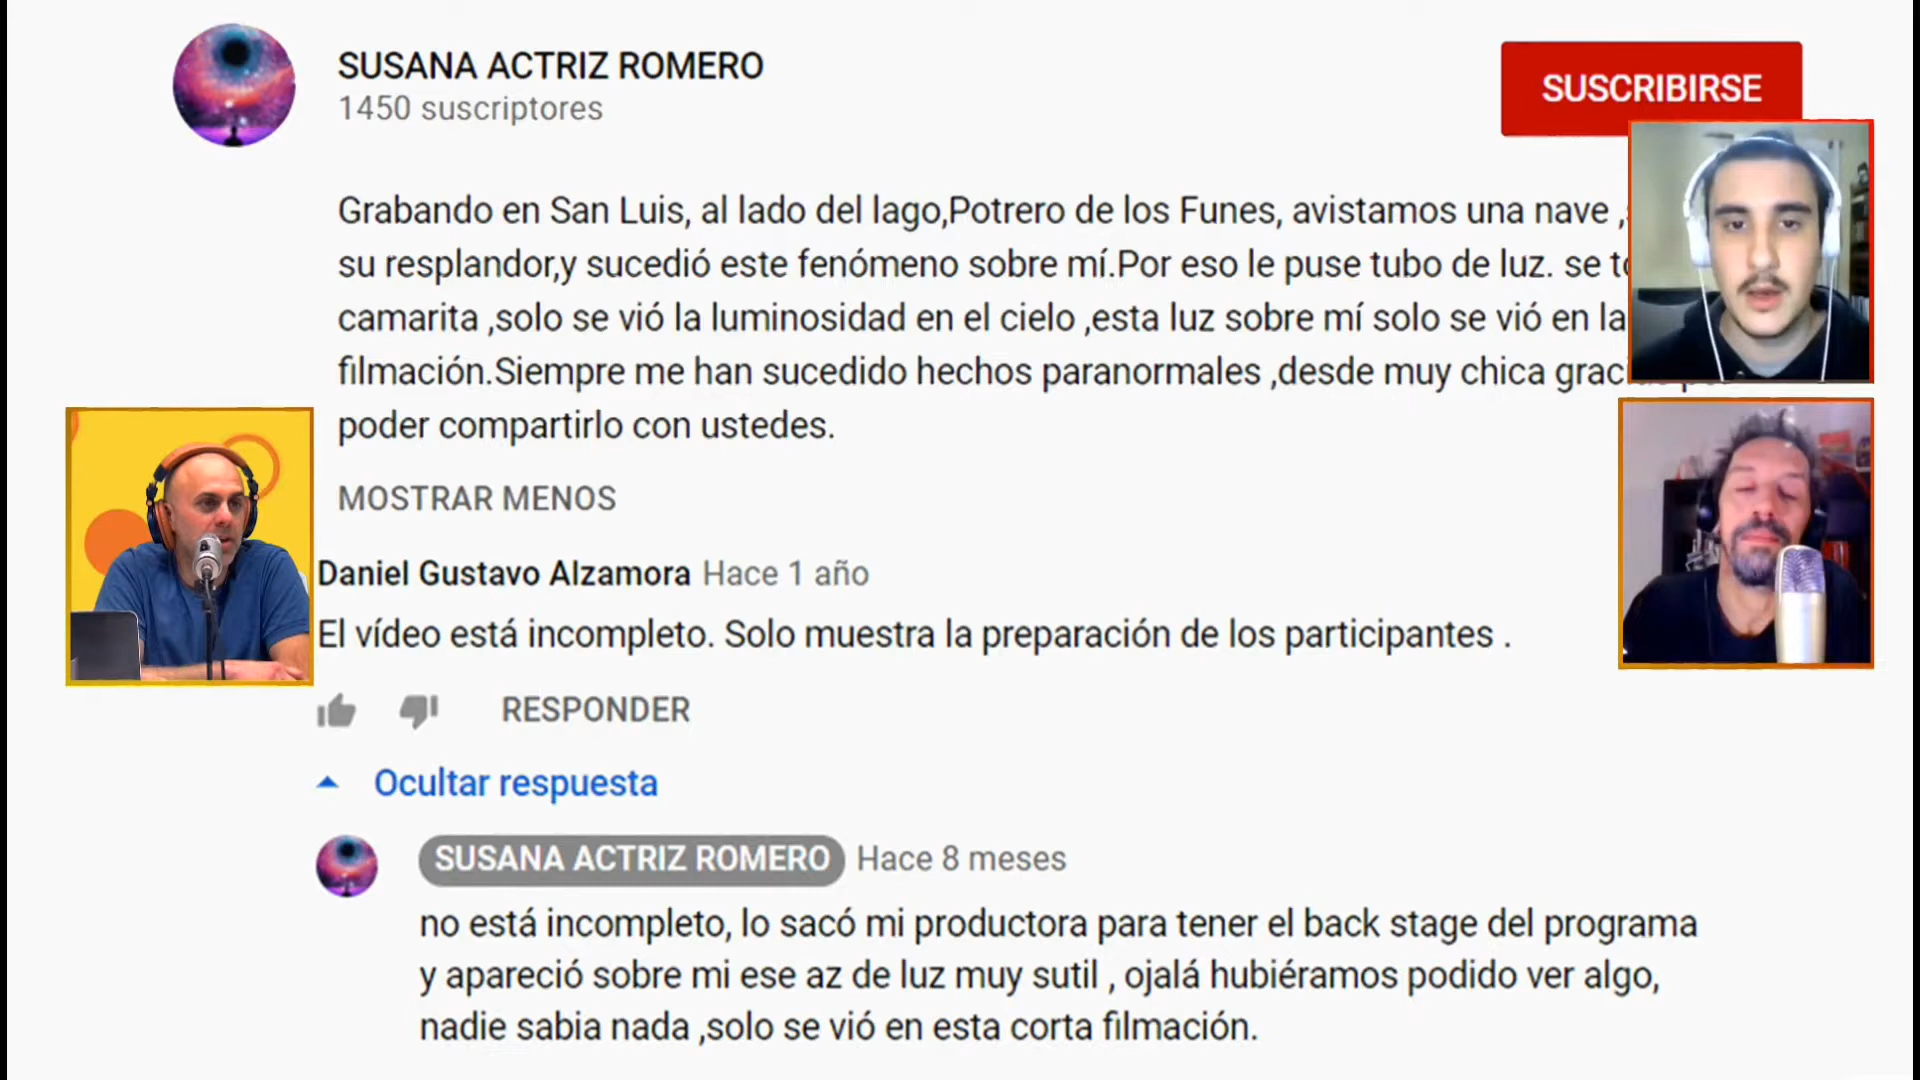 SUSANA ACTRIZ ROMERO
1450 suscriptores
SUSCRIBIRSE
Grabando en San Luis, al lado del lago,Potrero de los Funes, avistamos una nave ,
su resplandor,y sucedió este fenómeno sobre mí.Por eso le puse tubo de luz. se
camarita ,solo se vió la luminosidad en el cielo ,esta luz sobre mí solo se vió en la
filmación.Siempre me han sucedido hechos paranormales ,desde muy chica
poder compartirlo con ustedes.
MOSTRAR MENOS
Daniel Gustavo Alzamora Hace 1 año
El vídeo está incompleto. Solo muestra la preparación de los participantes .
RESPONDER
Ocultar respuesta
SUSANA ACTRIZ ROMERO Hace 8 meses
no está incompleto, lo sacó mi productora para tener el back stage del programa
y apareció sobre mi ese az de luz muy sutil , ojalá hubiéramos podido ver algo,
nadie sabia nada ,solo se vió en esta corta filmación.